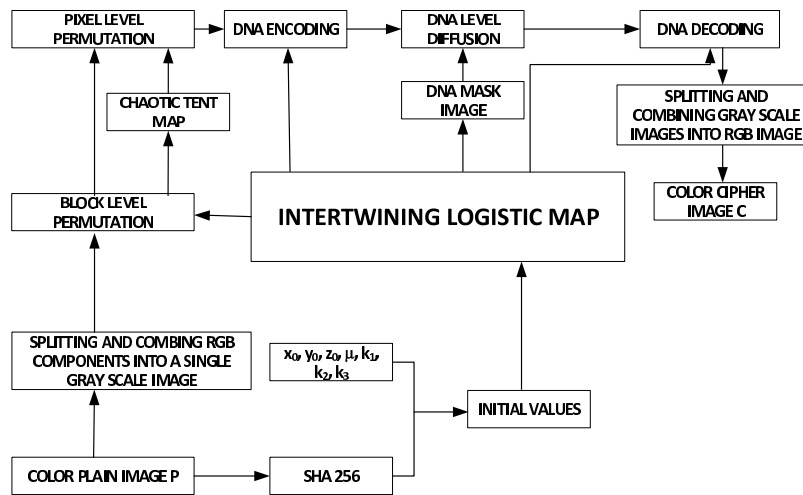 PIXEL LEVEL
PERMUTATION
DNA ENCODING
DNA LEVEL
DIFFUSION
DNA DECODING
CHAOTIC TENT
MAP
DNA MASK
IMAGE
SPLITTING AND
COMBINING GRAY SCALE
IMAGES INTO RGB IMAGE
BLOCK LEVEL
PERMUTATION
INTERTWINING LOGISTIC MAP
COLOR CIPHER
IMAGE C
SPLITTING AND COMBING RGB
COMPONENTS INTO A SINGLE
GRAY SCALE IMAGE
x₀, y₀, z₀, μ, k₁,
k₂, k₃
INITIAL VALUES
COLOR PLAIN IMAGE P
SHA 256